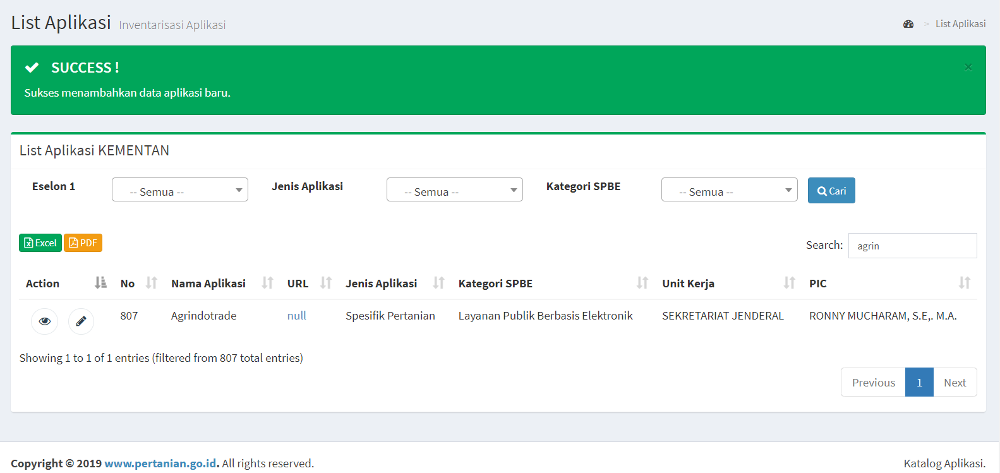 List Aplikasi Inventarisasi Aplikasi > List Aplikasi
SUCCESS ! ×
Sukses menambahkan data aplikasi baru.
List Aplikasi KEMENTAN
Eselon 1 -- Semua -- Jenis Aplikasi -- Semua -- Kategori SPBE -- Semua -- Cari
Excel PDF Search: agrin
Action No Nama Aplikasi URL Jenis Aplikasi Kategori SPBE Unit Kerja PIC
807 Agrindotrade null Spesifik Pertanian Layanan Publik Berbasis Elektronik SEKRETARIAT JENDERAL RONNY MUCHARAM, S.E,. M.A.
Showing 1 to 1 of 1 entries (filtered from 807 total entries)
Previous 1 Next
Copyright © 2019 www.pertanian.go.id. All rights reserved. Katalog Aplikasi.